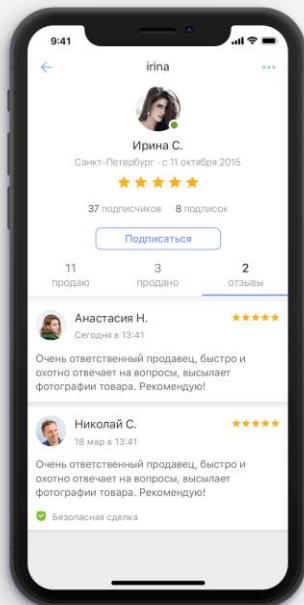 9:41
irina
Ирина С.
Санкт-Петербург · с 11 октября 2015
37 подписчиков 8 подписок
Подписаться
11 3 2
продаю продано отзывы
Анастасия Н.
Сегодня в 13:41
Очень ответственный продавец, быстро и
охотно отвечает на вопросы, высылает
фотографии товара. Рекомендую!
Николай С.
18 мар в 13:41
Очень ответственный продавец, быстро и
охотно отвечает на вопросы, высылает
фотографии товара. Рекомендую!
Безопасная сделка